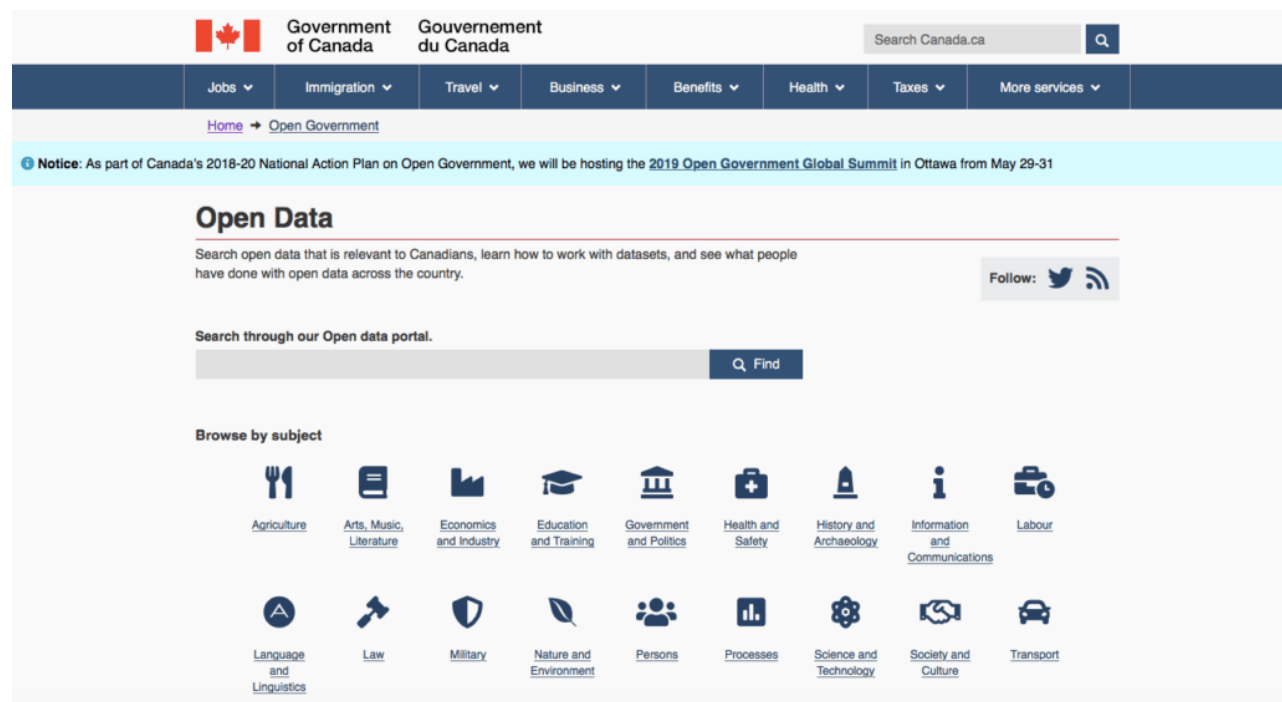 Government
of Canada
Gouvernement
du Canada
Search Canada.ca
Jobs Immigration Travel Business Benefits Health Taxes More services
Home → Open Government
Notice: As part of Canada's 2018-20 National Action Plan on Open Government, we will be hosting the 2019 Open Government Global Summit in Ottawa from May 29-31
Open Data
Search open data that is relevant to Canadians, learn how to work with datasets, and see what people
have done with open data across the country.
Follow:
Search through our Open data portal.
Find
Browse by subject
Agriculture
Arts, Music,
Literature
Economics
and Industry
Education
and Training
Government
and Politics
Health and
Safety
History and
Archaeology
Information
and
Communications
Labour
Language
and
Linguistics
Law
Military
Nature and
Environment
Persons
Processes
Science and
Technology
Society and
Culture
Transport